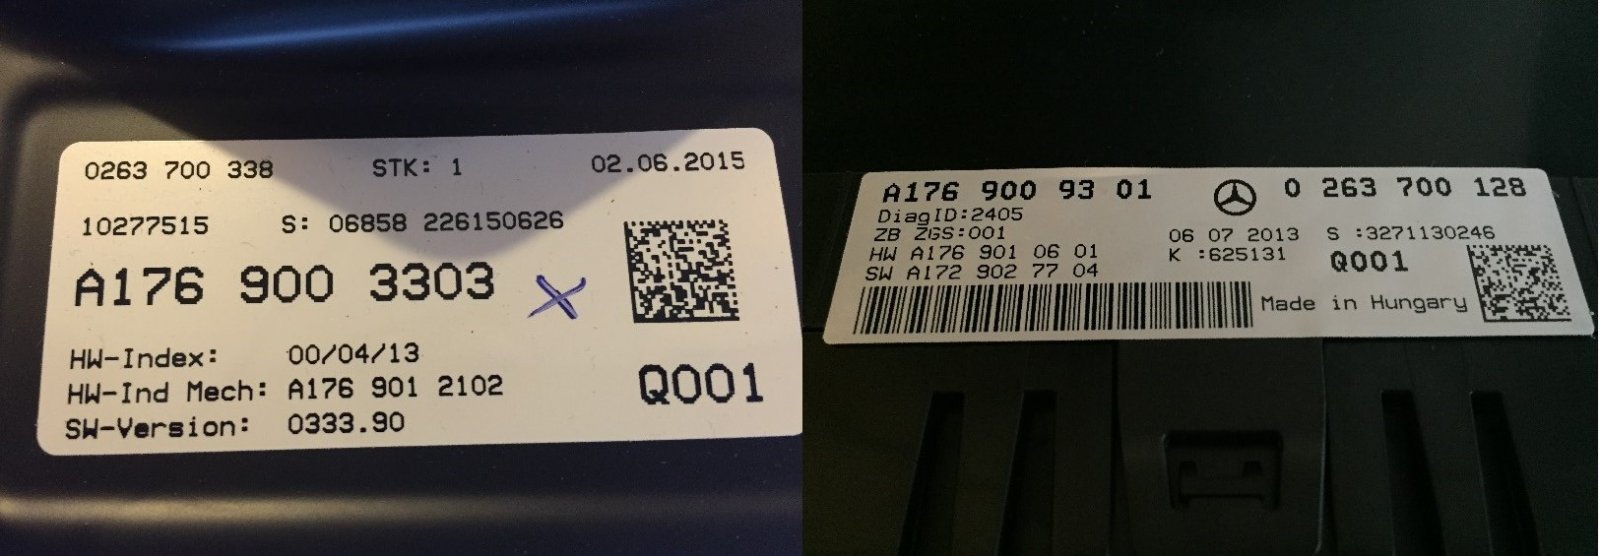 0263 700 338 STK: 1 02.06.2015
10277515 S: 06858 226150626
A176 900 3303
HW-Index: 00/04/13
HW-Ind Mech: A176 901 2102
SW-Version: 0333.90
Q001
A176 900 93 01 0 263 700 128
DiagID:2405
ZB ZGS:001 06 07 2013 S :3271130246
HW A176 901 06 01 K :625131 Q001
SW A172 902 77 04
Made in Hungary